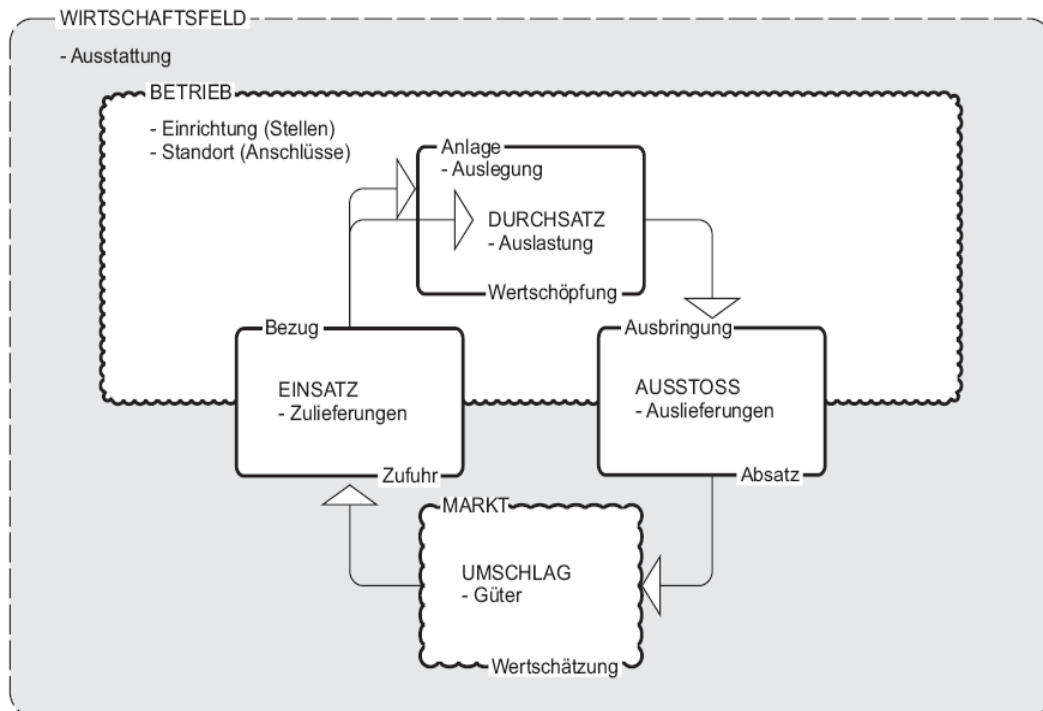 WIRTSCHAFTSFELD
- Ausstattung
BETRIEB
- Einrichtung (Stellen)
- Standort (Anschlüsse)
Anlage
- Auslegung
DURCHSATZ
- Auslastung
Wertschöpfung
Bezug
EINSATZ
- Zulieferungen
Zufuhr
Ausbringung
AUSSTOSS
- Auslieferungen
Absatz
MARKT
UMSCHLAG
- Güter
Wertschätzung